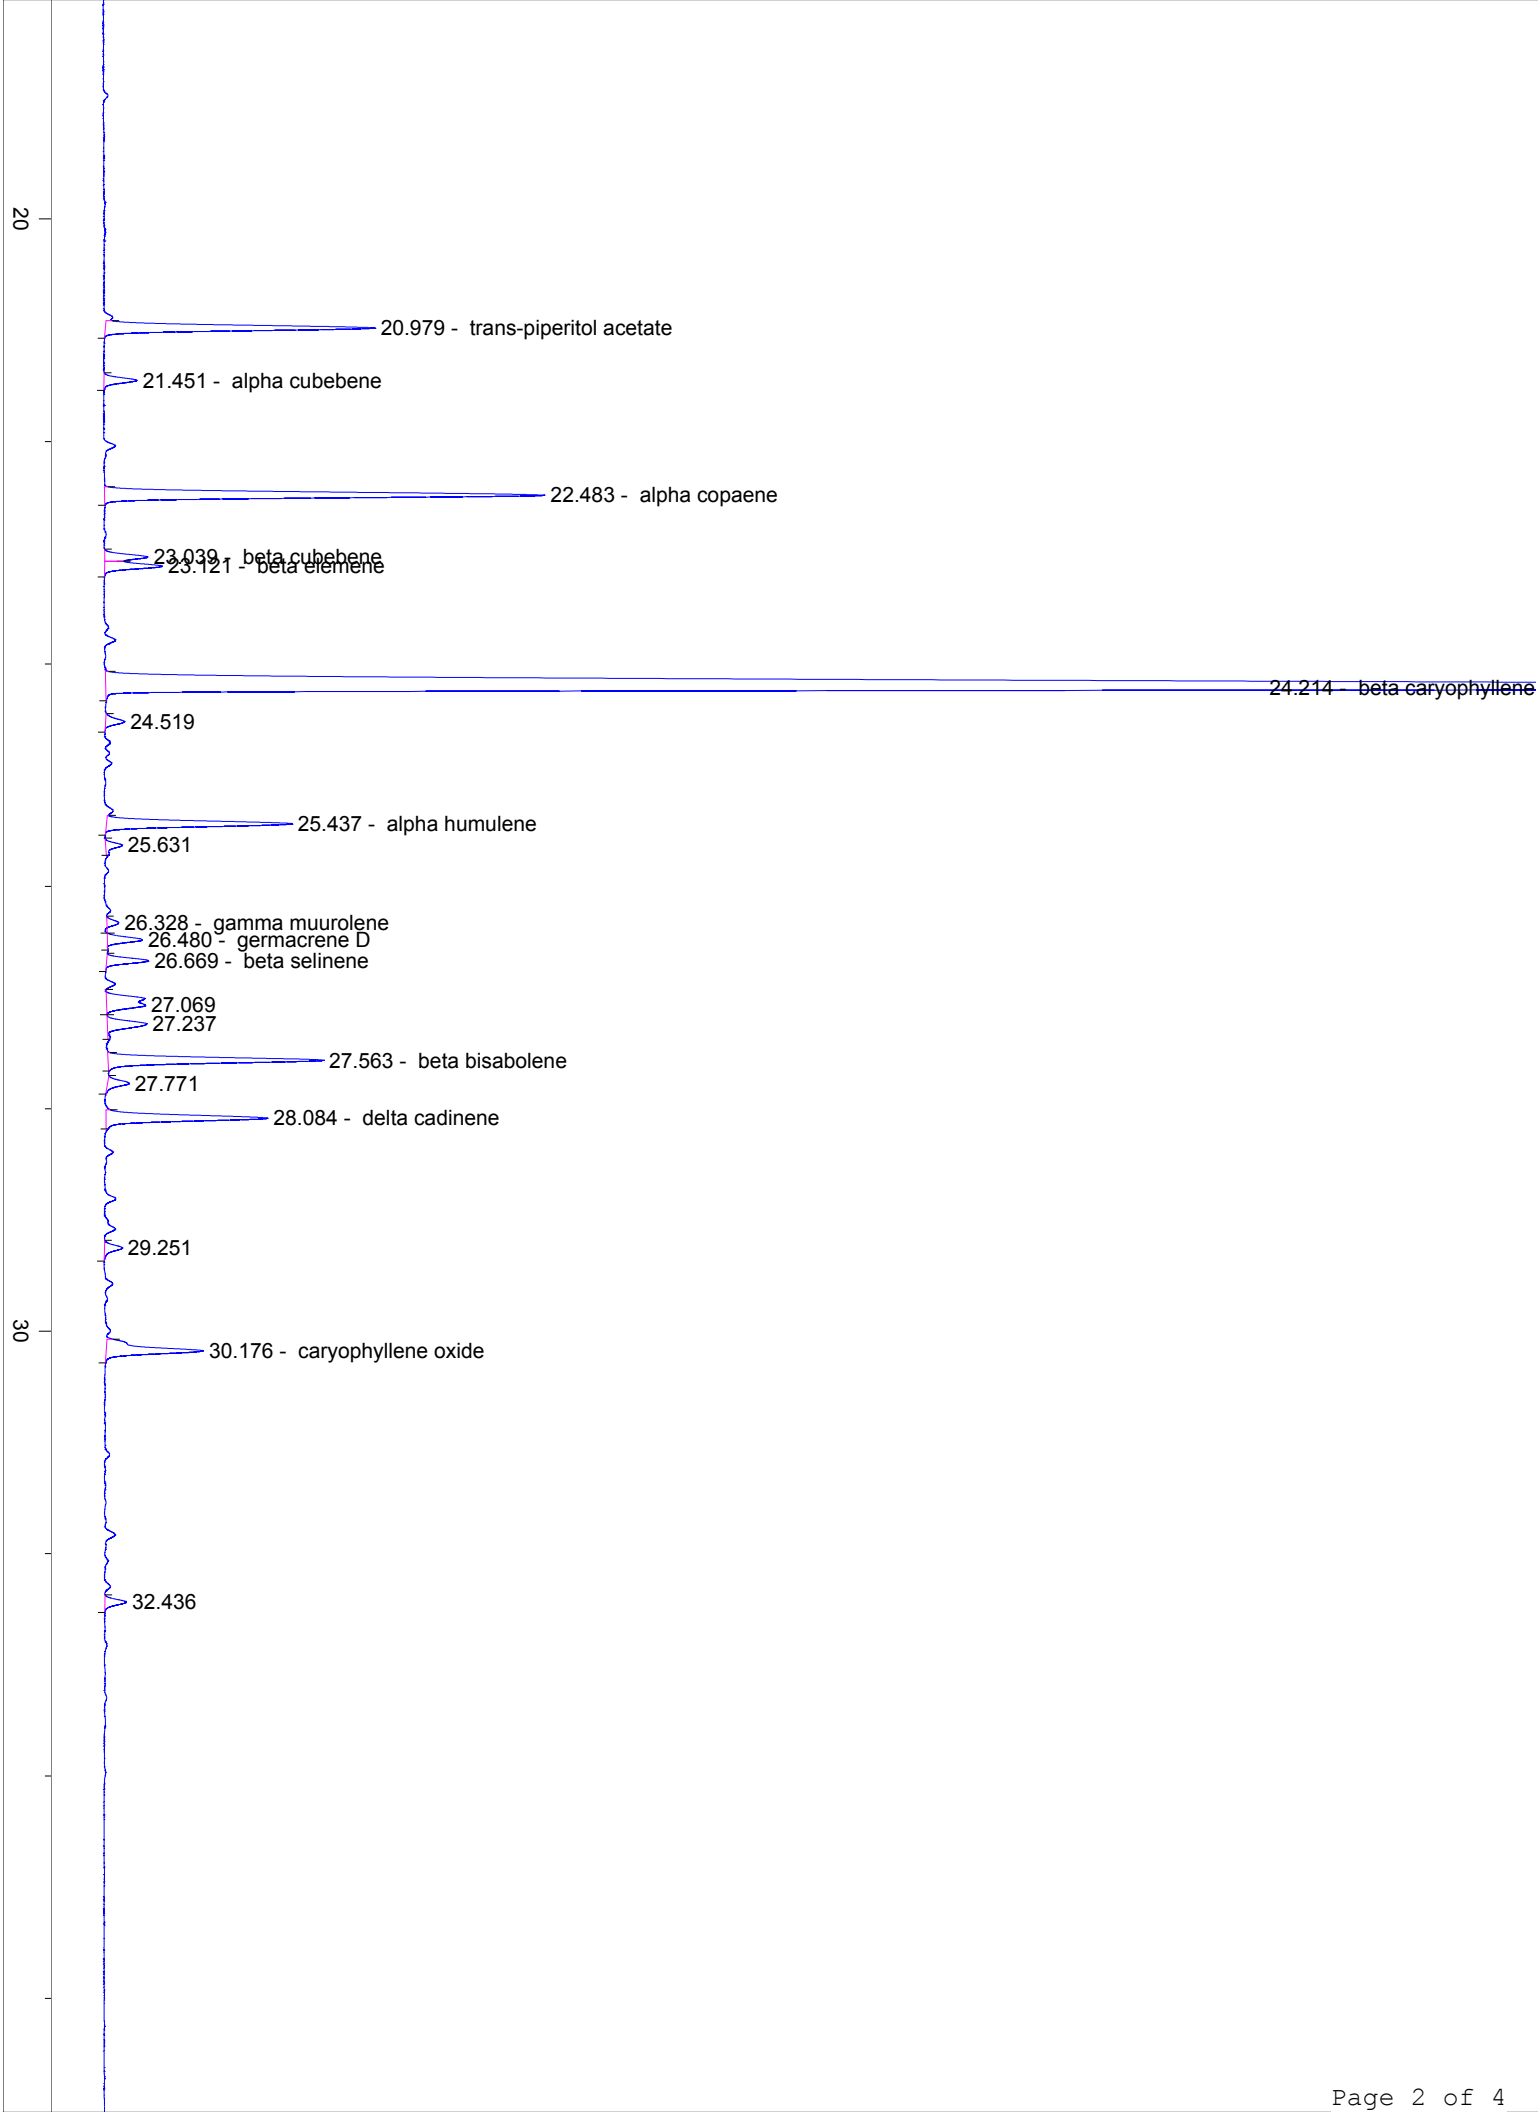 20
20.979 - trans-piperitol acetate
21.451 - alpha cubebene
22.483 - alpha copaene
23.039 - beta cubebene
23.121 - beta elemene
24.214 - beta caryophyllene
24.519
25.437 - alpha humulene
25.631
26.328 - gamma muurolene
26.480 - germacrene D
26.669 - beta selinene
27.069
27.237
27.563 - beta bisabolene
27.771
28.084 - delta cadinene
29.251
30
30.176 - caryophyllene oxide
32.436
Page 2 of 4